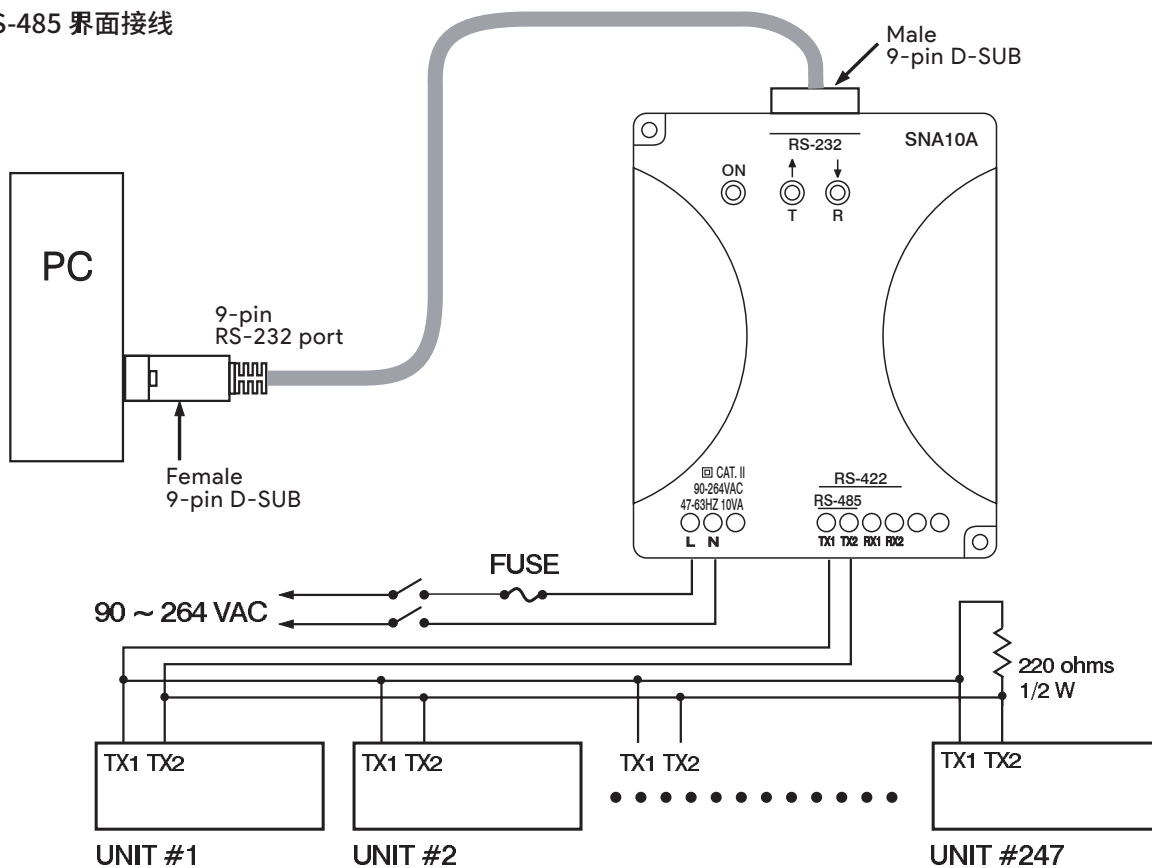 S-485 界面接线
Male
9-pin D-SUB
RS-232
SNA10A
ON
T
R
PC
9-pin
RS-232 port
Female
9-pin D-SUB
CAT. II
90-264VAC
47-63HZ 10VA
L N
RS-422
RS-485
TX1 TX2 RX1 RX2
FUSE
90 ~ 264 VAC
220 ohms
1/2 W
TX1 TX2
TX1 TX2
TX1 TX2
TX1 TX2
UNIT #1
UNIT #2
UNIT #247